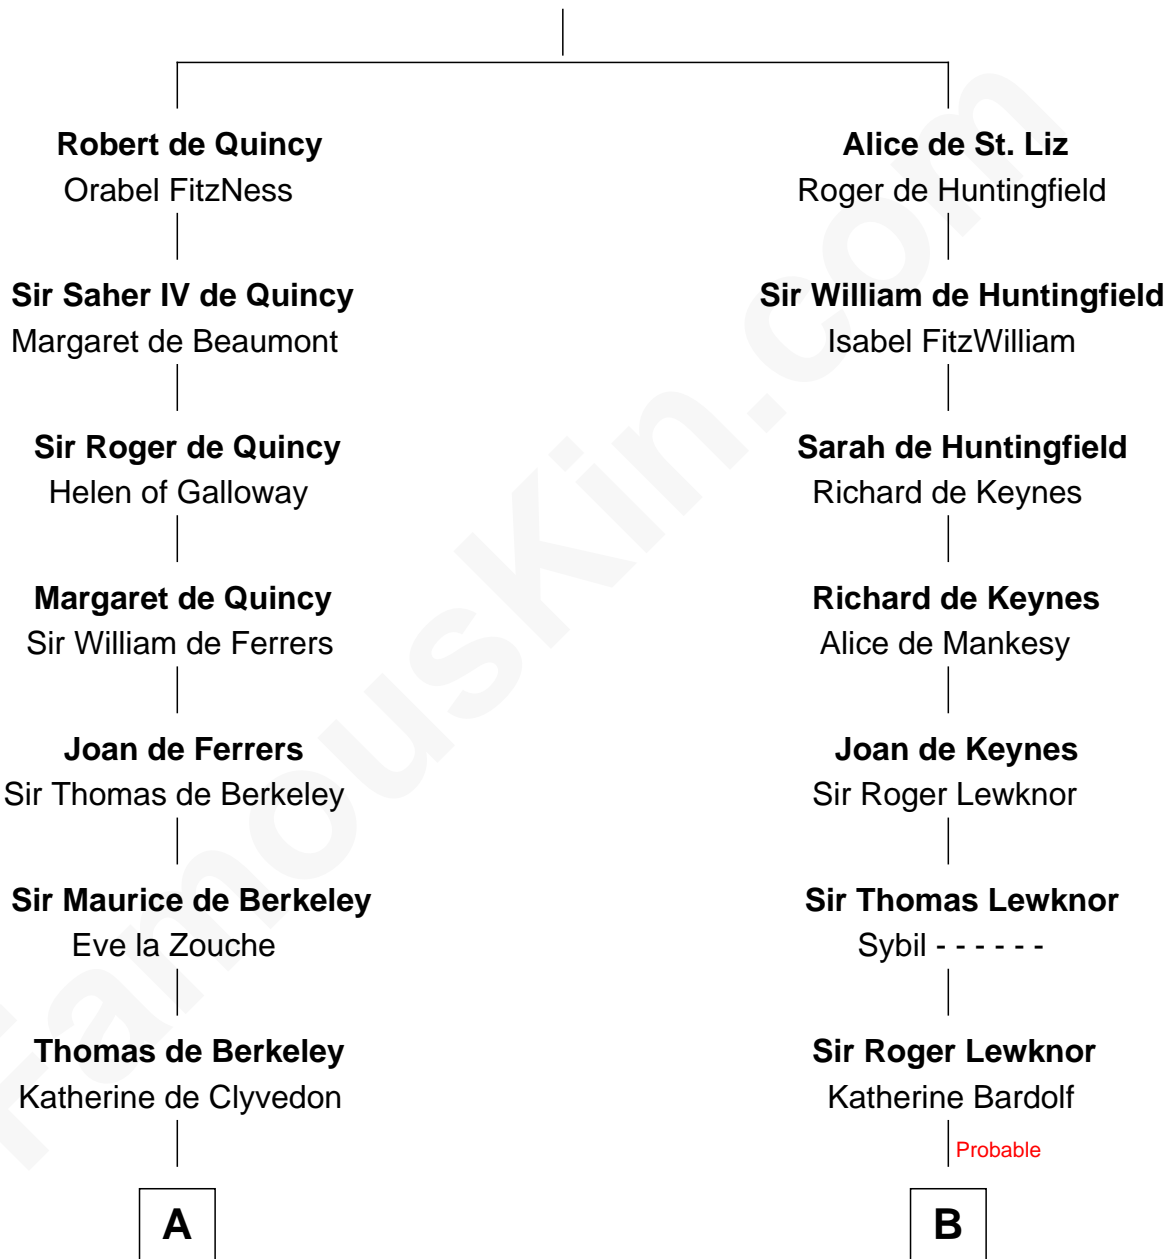 Robert de Quincy
Orabel FitzNess
Alice de St. Liz
Roger de Huntingfield
Sir Saher IV de Quincy
Margaret de Beaumont
Sir William de Huntingfield
Isabel FitzWilliam
Sir Roger de Quincy
Helen of Galloway
Sarah de Huntingfield
Richard de Keynes
Margaret de Quincy
Sir William de Ferrers
Richard de Keynes
Alice de Mankesy
Joan de Ferrers
Sir Thomas de Berkeley
Joan de Keynes
Sir Roger Lewknor
Sir Maurice de Berkeley
Eve la Zouche
Sir Thomas Lewknor
Sybil - - - - - -
Thomas de Berkeley
Katherine de Clyvedon
Sir Roger Lewknor
Katherine Bardolf
Probable
A
B
FamousKin.com